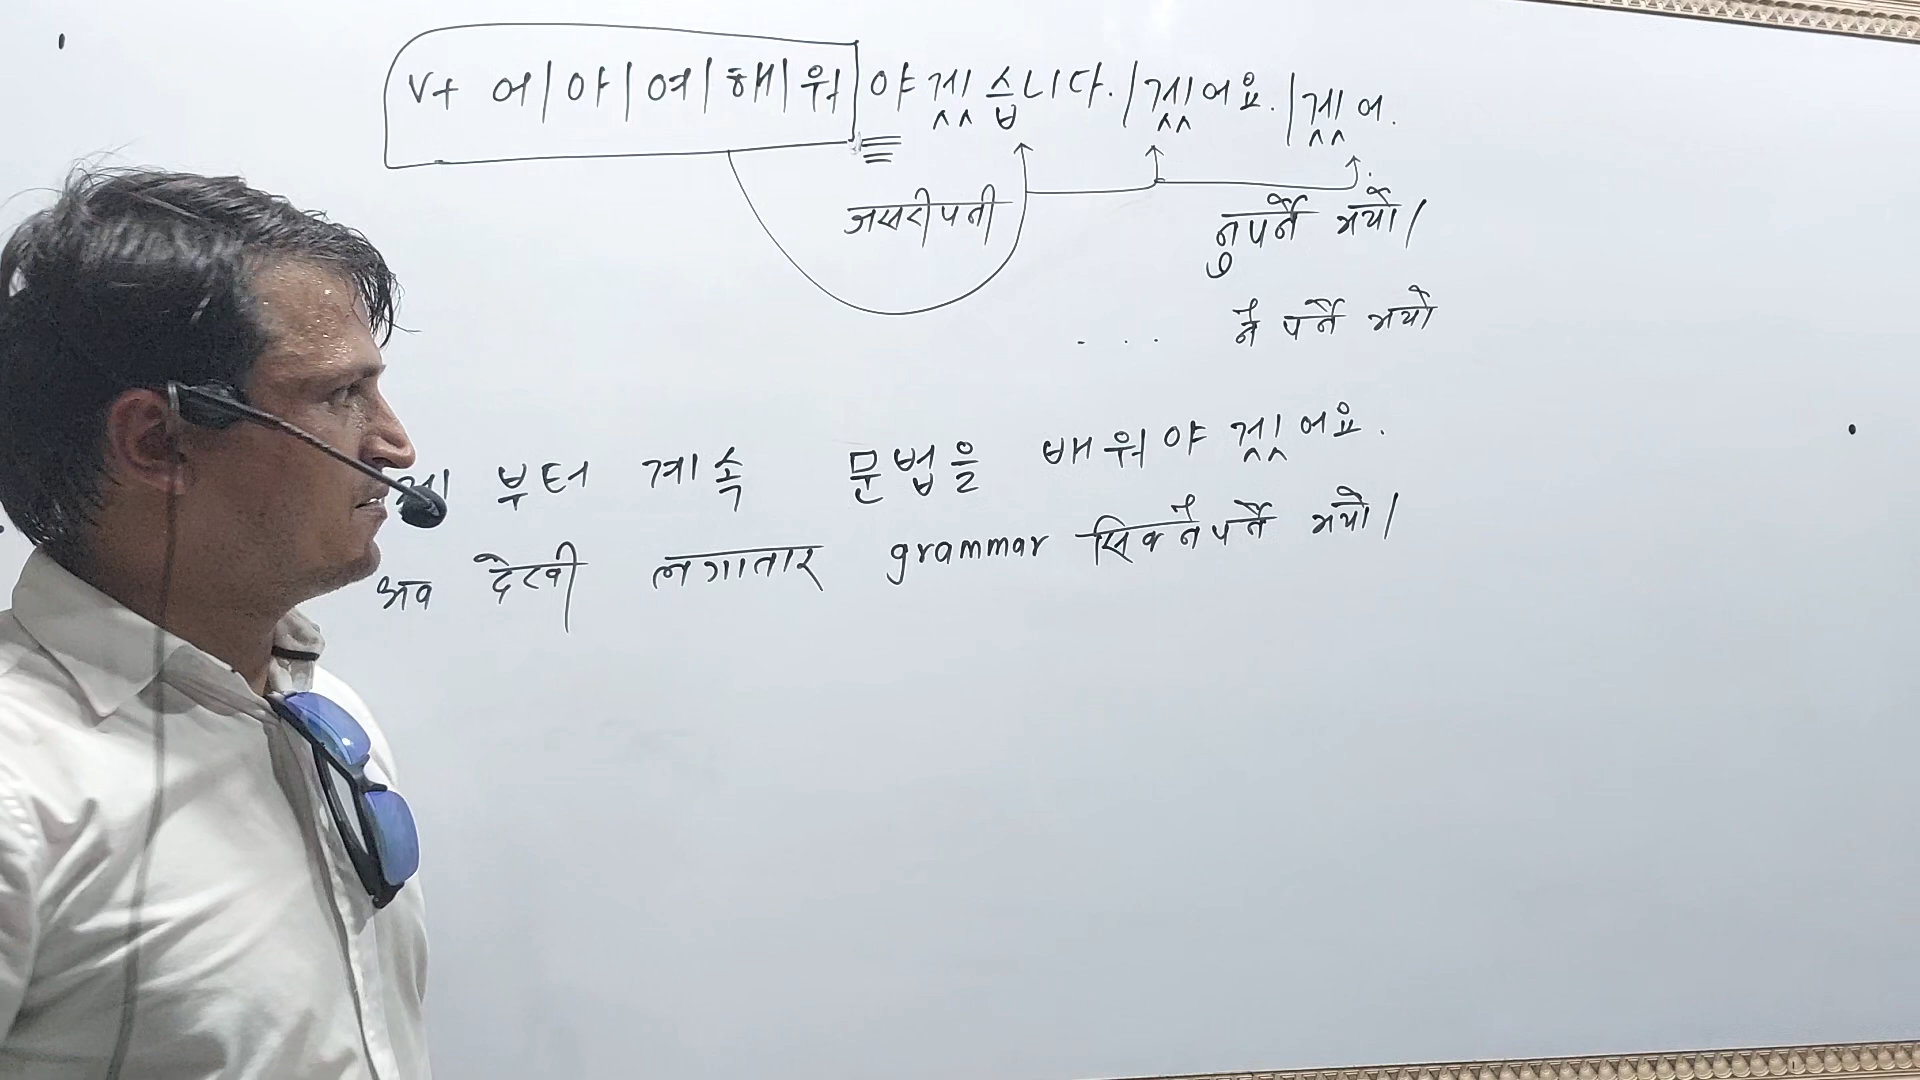 V+ 어/아/여/해/워 야 겠습니다./겠어요./겠어.
जसरी पनी
नुपर्ने भयो।
... नै पर्ने भयो
부터 계속 문법을 배워야 겠어요.
अब देखी लगातार grammar सिक्नै पर्ने भयो।